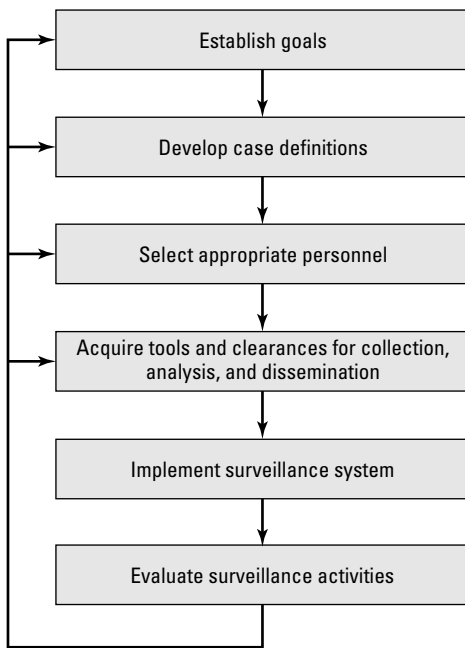 Establish goals
Develop case definitions
Select appropriate personnel
Acquire tools and clearances for collection,
analysis, and dissemination
Implement surveillance system
Evaluate surveillance activities